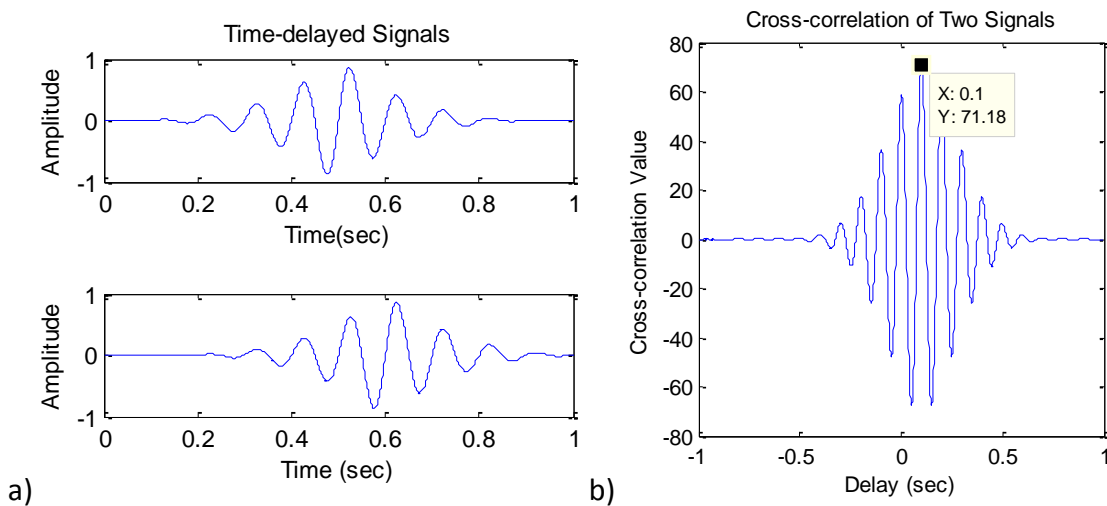 Time-delayed Signals
Amplitude
1
0
-1
0 0.2 0.4 0.6 0.8 1
Time(sec)
Amplitude
1
0
-1
0 0.2 0.4 0.6 0.8 1
Time (sec)
a)
Cross-correlation of Two Signals
Cross-correlation Value
80
60
40
20
0
-20
-40
-60
-80
X: 0.1
Y: 71.18
-1 -0.5 0 0.5 1
Delay (sec)
b)